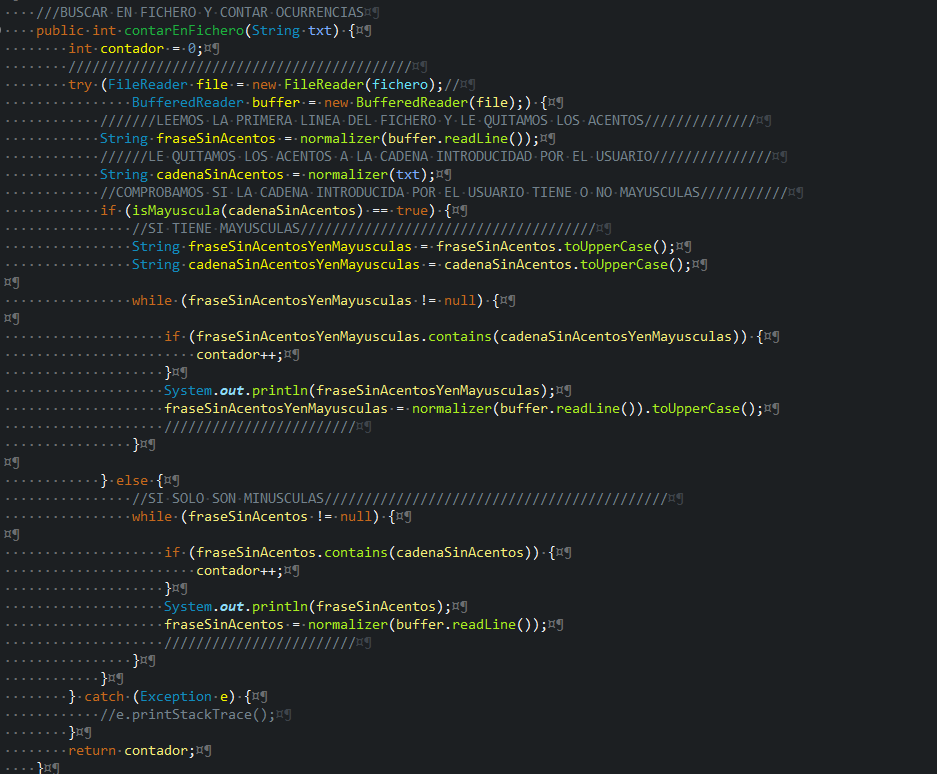 ///BUSCAR EN FICHERO Y CONTAR OCURRENCIAS¤¶
public int contarEnFichero(String txt) {¤¶
int contador = 0;¤¶
///////////////////////////////////////////¤¶
try (FileReader file = new FileReader(fichero);//¤¶
BufferedReader buffer = new BufferedReader(file);) {¤¶
///////LEEMOS LA PRIMERA LINEA DEL FICHERO Y LE QUITAMOS LOS ACENTOS//////////////¤¶
String fraseSinAcentos = normalizer(buffer.readLine());¤¶
//////LE QUITAMOS LOS ACENTOS A LA CADENA INTRODUCIDAD POR EL USUARIO///////////////¤¶
String cadenaSinAcentos = normalizer(txt);¤¶
//COMPROBAMOS SI LA CADENA INTRODUCIDA POR EL USUARIO TIENE O NO MAYUSCULAS///////////¤¶
if (isMayuscula(cadenaSinAcentos) == true) {¤¶
//SI TIENE MAYUSCULAS/////////////////////////////////////¤¶
String fraseSinAcentosYenMayusculas = fraseSinAcentos.toUpperCase();¤¶
String cadenaSinAcentosYenMayusculas = cadenaSinAcentos.toUpperCase();¤¶
¤¶
while (fraseSinAcentosYenMayusculas != null) {¤¶
¤¶
if (fraseSinAcentosYenMayusculas.contains(cadenaSinAcentosYenMayusculas)) {¤¶
contador++;¤¶
}¤¶
System.out.println(fraseSinAcentosYenMayusculas);¤¶
fraseSinAcentosYenMayusculas = normalizer(buffer.readLine()).toUpperCase();¤¶
////////////////////////¤¶
}¤¶
¤¶
} else {¤¶
//SI SOLO SON MINUSCULAS///////////////////////////////////////////¤¶
while (fraseSinAcentos != null) {¤¶
¤¶
if (fraseSinAcentos.contains(cadenaSinAcentos)) {¤¶
contador++;¤¶
}¤¶
System.out.println(fraseSinAcentos);¤¶
fraseSinAcentos = normalizer(buffer.readLine());¤¶
////////////////////////¤¶
}¤¶
}¤¶
} catch (Exception e) {¤¶
//e.printStackTrace();¤¶
}¤¶
return contador;¤¶
}¤¶